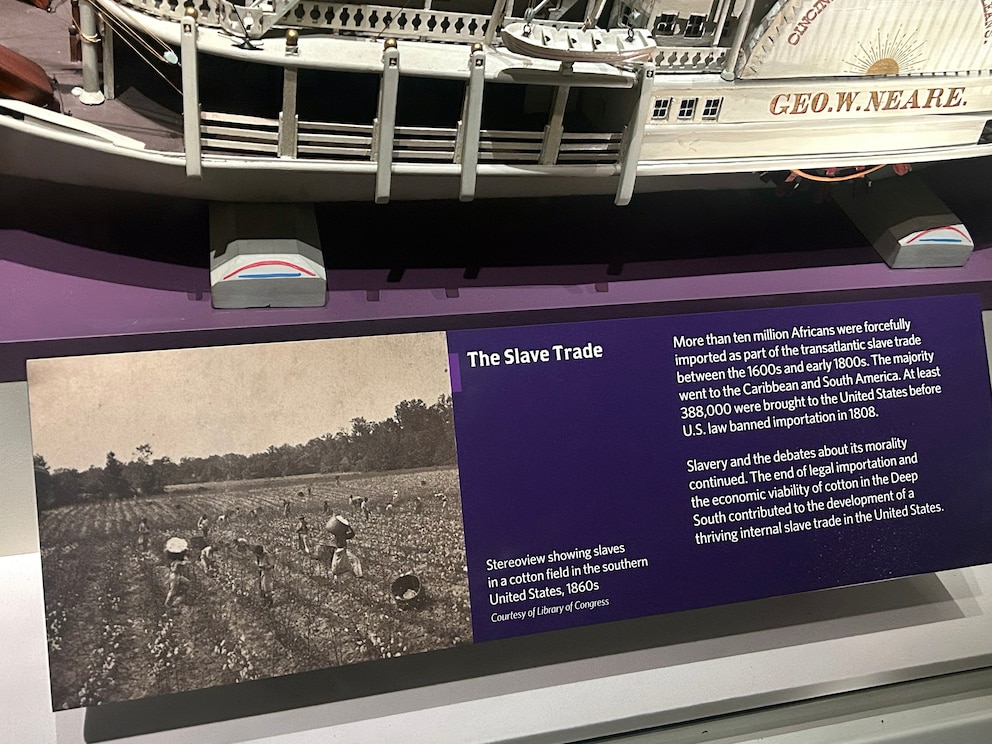 GEO.W.NEARE.
The Slave Trade
More than ten million Africans were forcefully
imported as part of the transatlantic slave trade
between the 1600s and early 1800s. The majority
went to the Caribbean and South America. At least
388,000 were brought to the United States before
U.S. law banned importation in 1808.
Slavery and the debates about its morality
continued. The end of legal importation and
the economic viability of cotton in the Deep
South contributed to the development of a
thriving internal slave trade in the United States.
Stereoview showing slaves
in a cotton field in the southern
United States, 1860s
Courtesy of Library of Congress